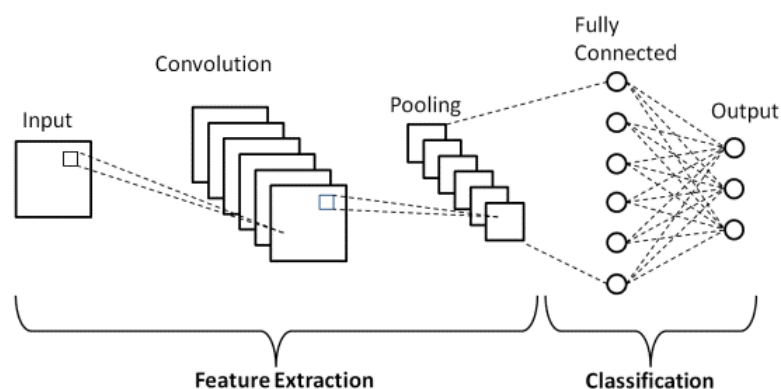 Input
Convolution
Pooling
Fully
Connected
Output
Feature Extraction
Classification